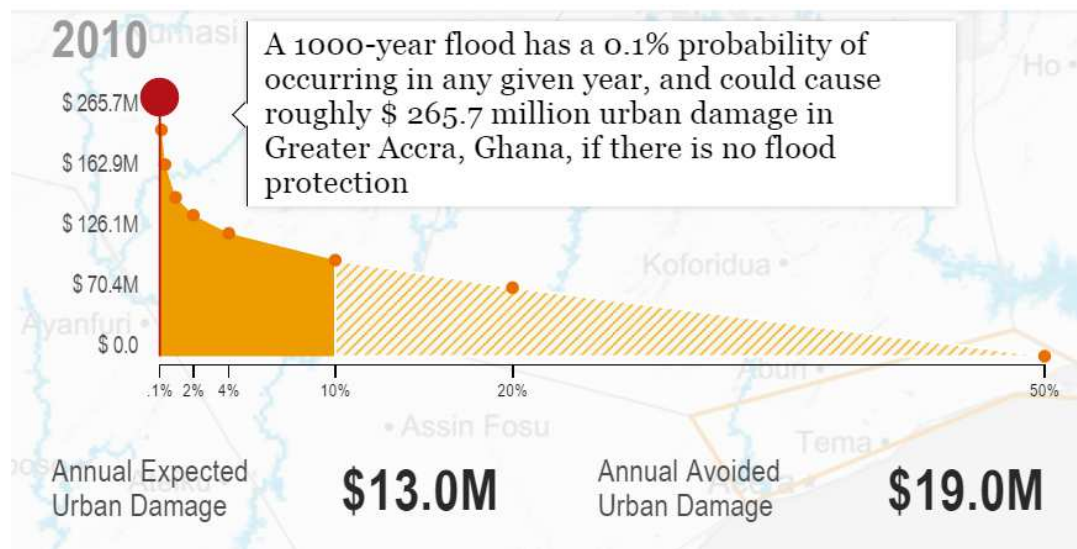 2010
A 1000-year flood has a 0.1% probability of
occurring in any given year, and could cause
roughly $ 265.7 million urban damage in
Greater Accra, Ghana, if there is no flood
protection
$ 265.7M
$ 162.9M
$ 126.1M
$ 70.4M
$ 0.0
.1% 2% 4% 10% 20% 50%
Ho
Koforidua
Ayanfuri
Aburi
Assin Fosu
Tema
Annual Expected
Urban Damage
$13.0M
Annual Avoided
Urban Damage
$19.0M